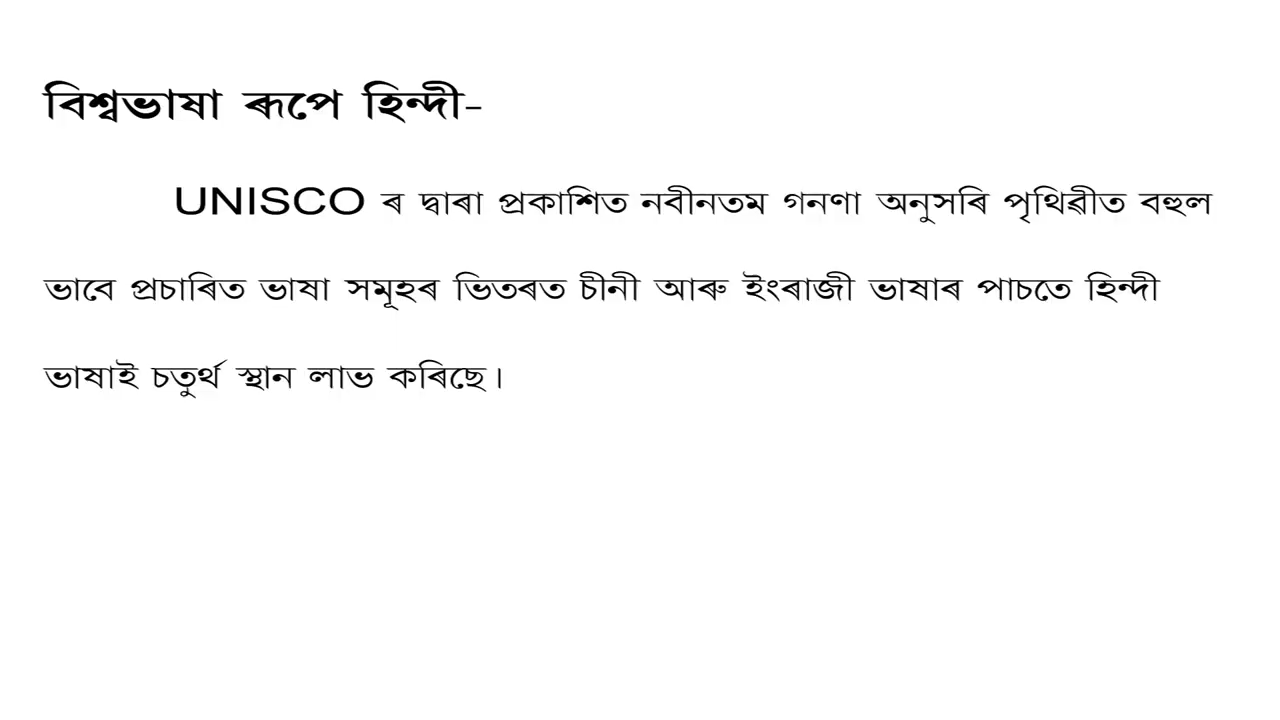 বিশ্বভাষা ৰূপে হিন্দী-
UNISCO ৰ দ্বাৰা প্ৰকাশিত নবীনতম গনণা অনুসৰি পৃথিৱীত বহুল
ভাবে প্ৰচাৰিত ভাষা সমূহৰ ভিতৰত চীনী আৰু ইংৰাজী ভাষাৰ পাচতে হিন্দী
ভাষাই চতুৰ্থ স্থান লাভ কৰিছে।